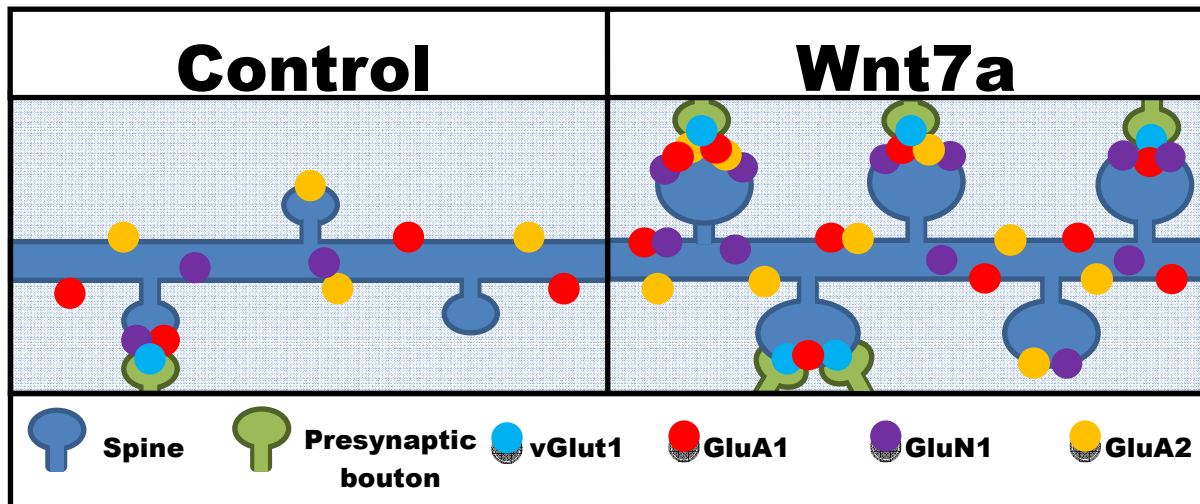 Control
Wnt7a
Spine
Presynaptic
bouton
vGlut1
GluA1
GluN1
GluA2